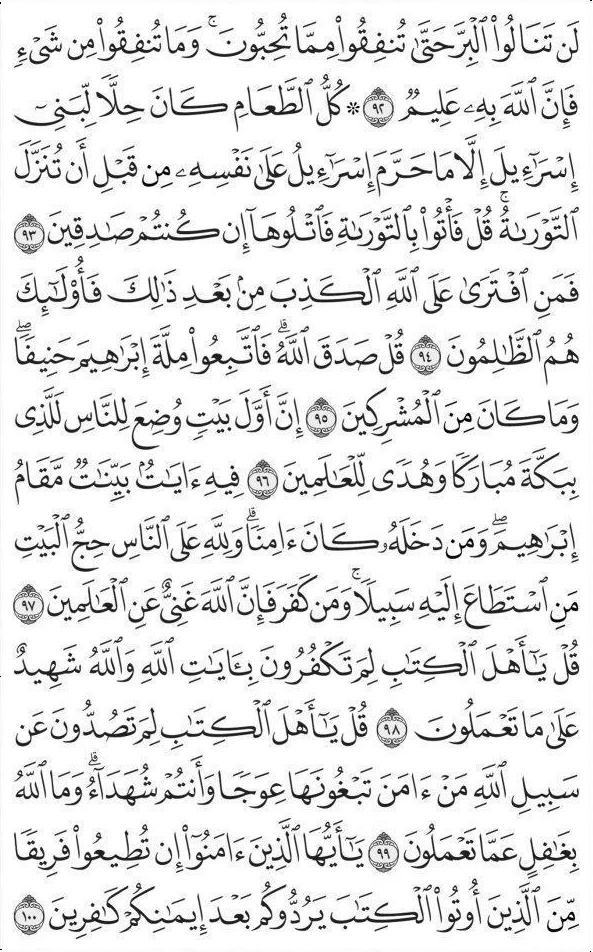 لَن تَنَالُوا۟ ٱلْبِرَّ حَتَّىٰ تُنفِقُوا۟ مِمَّا تُحِبُّونَ ۚ وَمَا تُنفِقُوا۟ مِن شَىْءٍ
فَإِنَّ ٱللَّهَ بِهِۦ عَلِيمٌ ٩٢ * كُلُّ ٱلطَّعَامِ كَانَ حِلًّا لِّبَنِىٓ
إِسْرَٰٓءِيلَ إِلَّا مَا حَرَّمَ إِسْرَٰٓءِيلُ عَلَىٰ نَفْسِهِۦ مِن قَبْلِ أَن تُنَزَّلَ
ٱلتَّوْرَىٰةُ ۗ قُلْ فَأْتُوا۟ بِٱلتَّوْرَىٰةِ فَٱتْلُوهَآ إِن كُنتُمْ صَٰدِقِينَ ٩٣
فَمَنِ ٱفْتَرَىٰ عَلَى ٱللَّهِ ٱلْكَذِبَ مِنۢ بَعْدِ ذَٰلِكَ فَأُو۟لَٰٓئِكَ
هُمُ ٱلظَّٰلِمُونَ ٩٤ قُلْ صَدَقَ ٱللَّهُ ۗ فَٱتَّبِعُوا۟ مِلَّةَ إِبْرَٰهِيمَ حَنِيفًا ۖ
وَمَا كَانَ مِنَ ٱلْمُشْرِكِينَ ٩٥ إِنَّ أَوَّلَ بَيْتٍ وُضِعَ لِلنَّاسِ لَلَّذِى
بِبَكَّةَ مُبَارَكًا وَهُدًى لِّلْعَٰلَمِينَ ٩٦ فِيهِ ءَايَٰتٌۢ بَيِّنَٰتٌ مَّقَامُ
إِبْرَٰهِيمَ ۖ وَمَن دَخَلَهُۥ كَانَ ءَامِنًا ۗ وَلِلَّهِ عَلَى ٱلنَّاسِ حِجُّ ٱلْبَيْتِ
مَنِ ٱسْتَطَاعَ إِلَيْهِ سَبِيلًا ۚ وَمَن كَفَرَ فَإِنَّ ٱللَّهَ غَنِىٌّ عَنِ ٱلْعَٰلَمِينَ ٩٧
قُلْ يَٰٓأَهْلَ ٱلْكِتَٰبِ لِمَ تَكْفُرُونَ بِـَٔايَٰتِ ٱللَّهِ وَٱللَّهُ شَهِيدٌ
عَلَىٰ مَا تَعْمَلُونَ ٩٨ قُلْ يَٰٓأَهْلَ ٱلْكِتَٰبِ لِمَ تَصُدُّونَ عَن
سَبِيلِ ٱللَّهِ مَنْ ءَامَنَ تَبْغُونَهَا عِوَجًا وَأَنتُمْ شُهَدَآءُ ۗ وَمَا ٱللَّهُ
بِغَٰفِلٍ عَمَّا تَعْمَلُونَ ٩٩ يَٰٓأَيُّهَا ٱلَّذِينَ ءَامَنُوٓا۟ إِن تُطِيعُوا۟ فَرِيقًا
مِّنَ ٱلَّذِينَ أُوتُوا۟ ٱلْكِتَٰبَ يَرُدُّوكُم بَعْدَ إِيمَٰنِكُمْ كَٰفِرِينَ ١٠٠